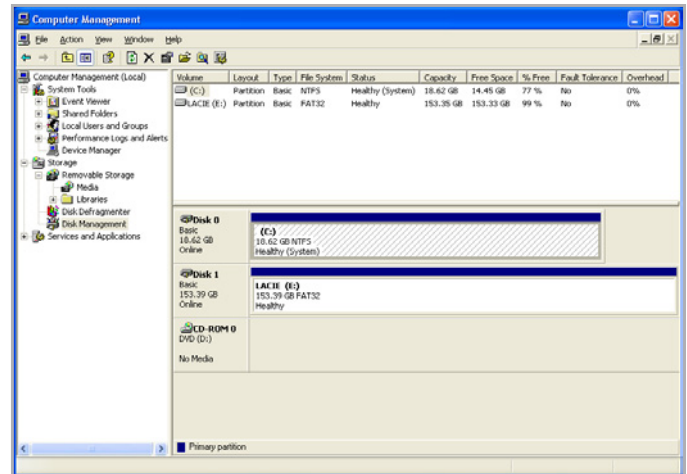 Computer Management
File Action View Window Help
Computer Management (Local)
System Tools
Event Viewer
Shared Folders
Local Users and Groups
Performance Logs and Alerts
Device Manager
Storage
Removable Storage
Media
Libraries
Disk Defragmenter
Disk Management
Services and Applications
Volume Layout Type File System Status Capacity Free Space % Free Fault Tolerance Overhead
(C:) Partition Basic NTFS Healthy (System) 18.62 GB 14.45 GB 77 % No 0%
LACIE (E:) Partition Basic FAT32 Healthy 153.35 GB 153.33 GB 99 % No 0%
Disk 0
Basic
18.62 GB
Online
(C:)
18.62 GB NTFS
Healthy (System)
Disk 1
Basic
153.39 GB
Online
LACIE (E:)
153.39 GB FAT32
Healthy
CD-ROM 0
DVD (D:)
No Media
Primary partition